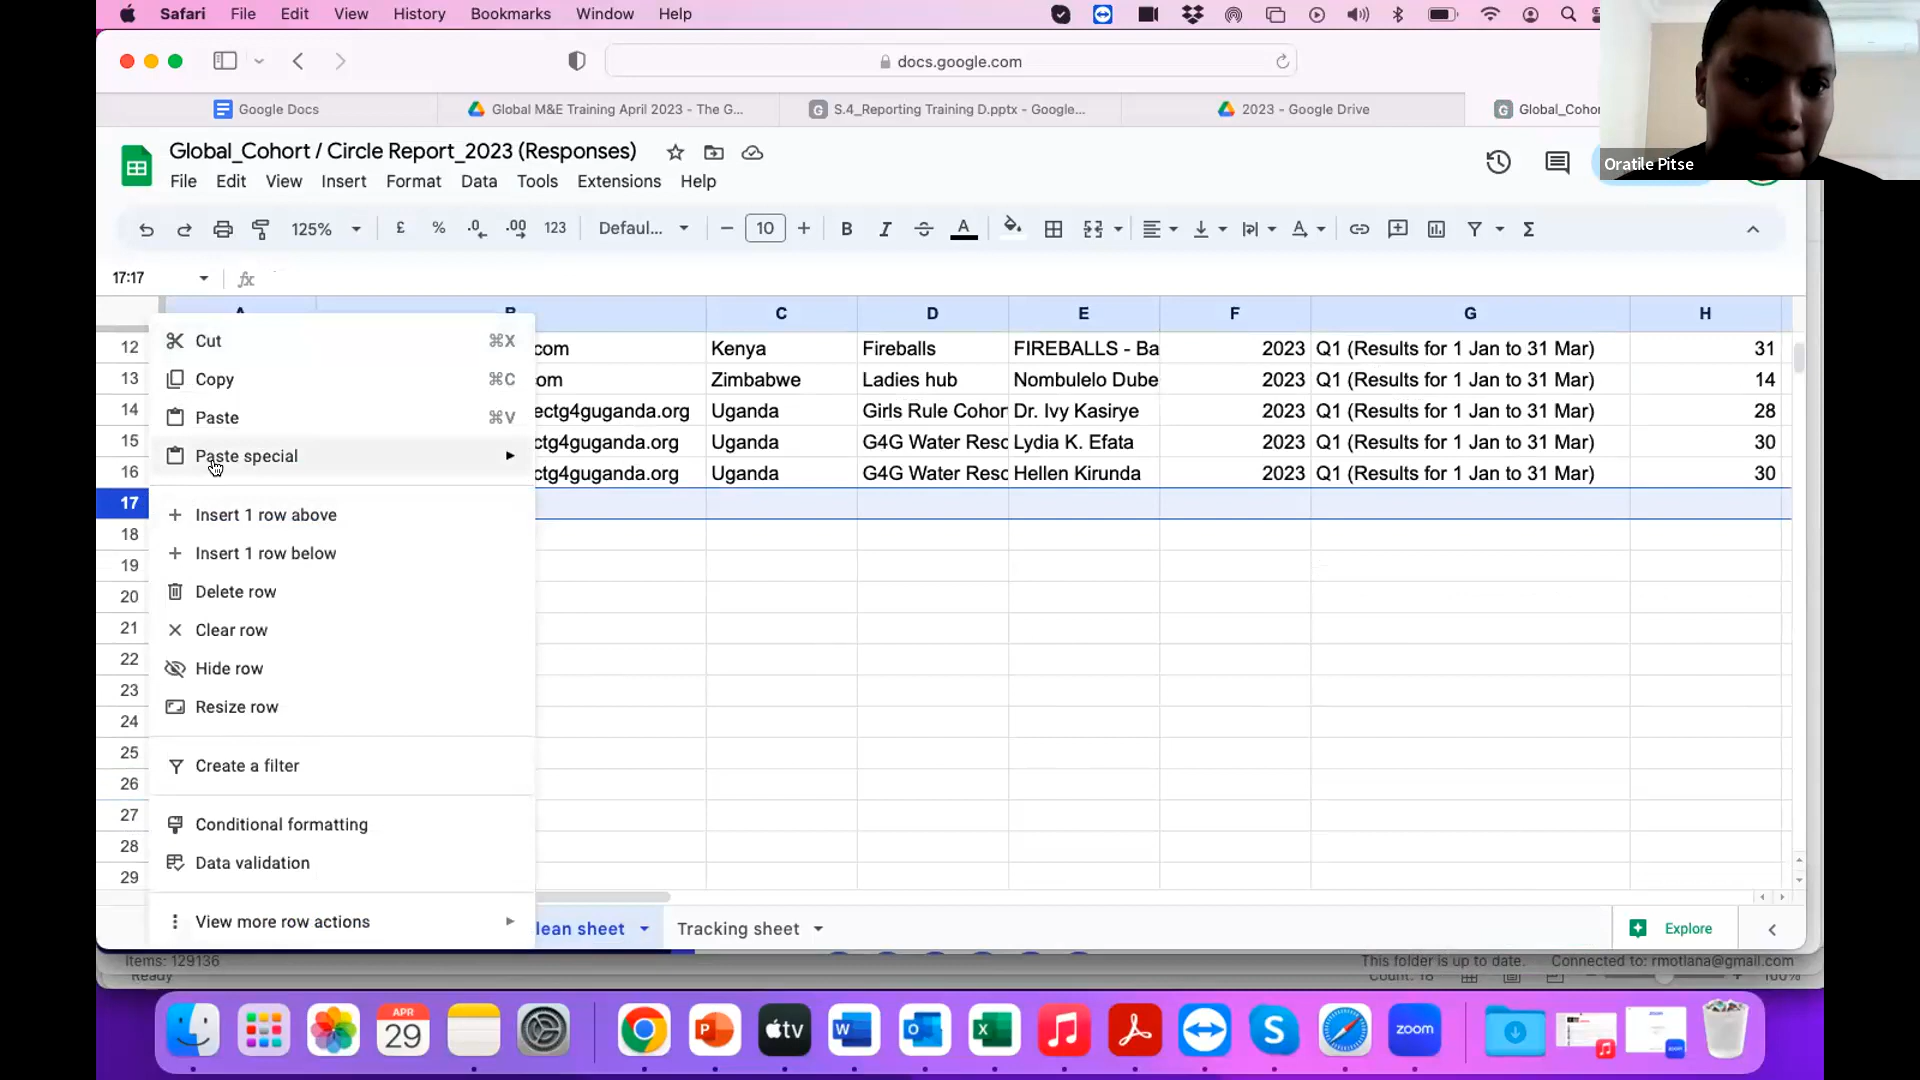 Safari File Edit View History Bookmarks Window Help
docs.google.com
Google Docs
Global M&E Training April 2023 - The G...
S.4_Reporting Training D.pptx - Google...
2023 - Google Drive
Global_Cohor
Oratile Pitse
Global_Cohort / Circle Report_2023 (Responses)
File Edit View Insert Format Data Tools Extensions Help
125% £ % .0 .00 123 Defaul... 10 B I A
17:17 fx
A B C D E F G H
12 com Kenya Fireballs FIREBALLS - Ba 2023 Q1 (Results for 1 Jan to 31 Mar) 31
13 om Zimbabwe Ladies hub Nombulelo Dube 2023 Q1 (Results for 1 Jan to 31 Mar) 14
14 ectg4guganda.org Uganda Girls Rule Cohor Dr. Ivy Kasirye 2023 Q1 (Results for 1 Jan to 31 Mar) 28
15 ctg4guganda.org Uganda G4G Water Resc Lydia K. Efata 2023 Q1 (Results for 1 Jan to 31 Mar) 30
16 ctg4guganda.org Uganda G4G Water Resc Hellen Kirunda 2023 Q1 (Results for 1 Jan to 31 Mar) 30
17
18
19
20
21
22
23
24
25
26
27
28
29
Cut ⌘X
Copy ⌘C
Paste ⌘V
Paste special
Insert 1 row above
Insert 1 row below
Delete row
Clear row
Hide row
Resize row
Create a filter
Conditional formatting
Data validation
View more row actions
lean sheet
Tracking sheet
Explore
Items: 129136
This folder is up to date. Connected to: rmotlana@gmail.com
Ready
Count: 18
100%
APR
29
P
tv
W
X
S
zoom